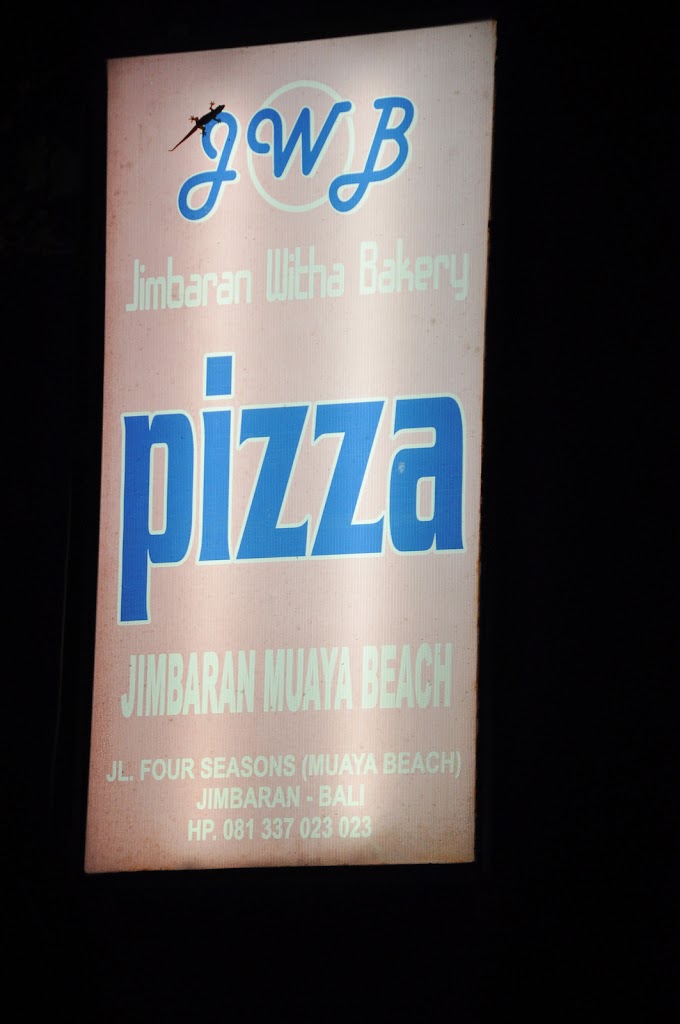 JWB
Jimbaran Witha Bakery
pizza
JIMBARAN MUAYA BEACH
JL. FOUR SEASONS (MUAYA BEACH)
JIMBARAN - BALI
HP. 081 337 023 023